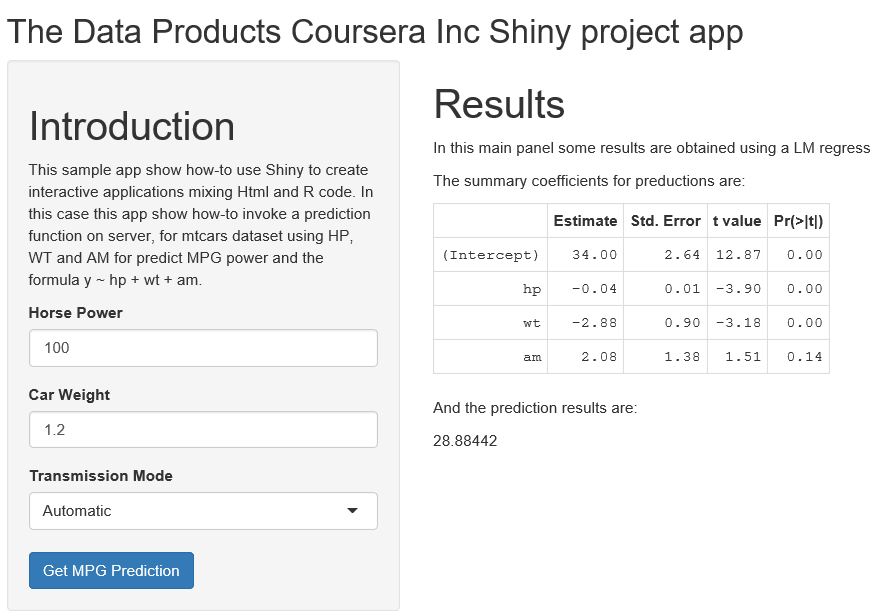 The Data Products Coursera Inc Shiny project app
Introduction
This sample app show how-to use Shiny to create
interactive applications mixing Html and R code. In
this case this app show how-to invoke a prediction
function on server, for mtcars dataset using HP,
WT and AM for predict MPG power and the
formula y ~ hp + wt + am.
Horse Power
100
Car Weight
1.2
Transmission Mode
Automatic
Get MPG Prediction
Results
In this main panel some results are obtained using a LM regress
The summary coefficients for preductions are:
Estimate Std. Error t value Pr(>|t|)
(Intercept) 34.00 2.64 12.87 0.00
hp -0.04 0.01 -3.90 0.00
wt -2.88 0.90 -3.18 0.00
am 2.08 1.38 1.51 0.14
And the prediction results are:
28.88442